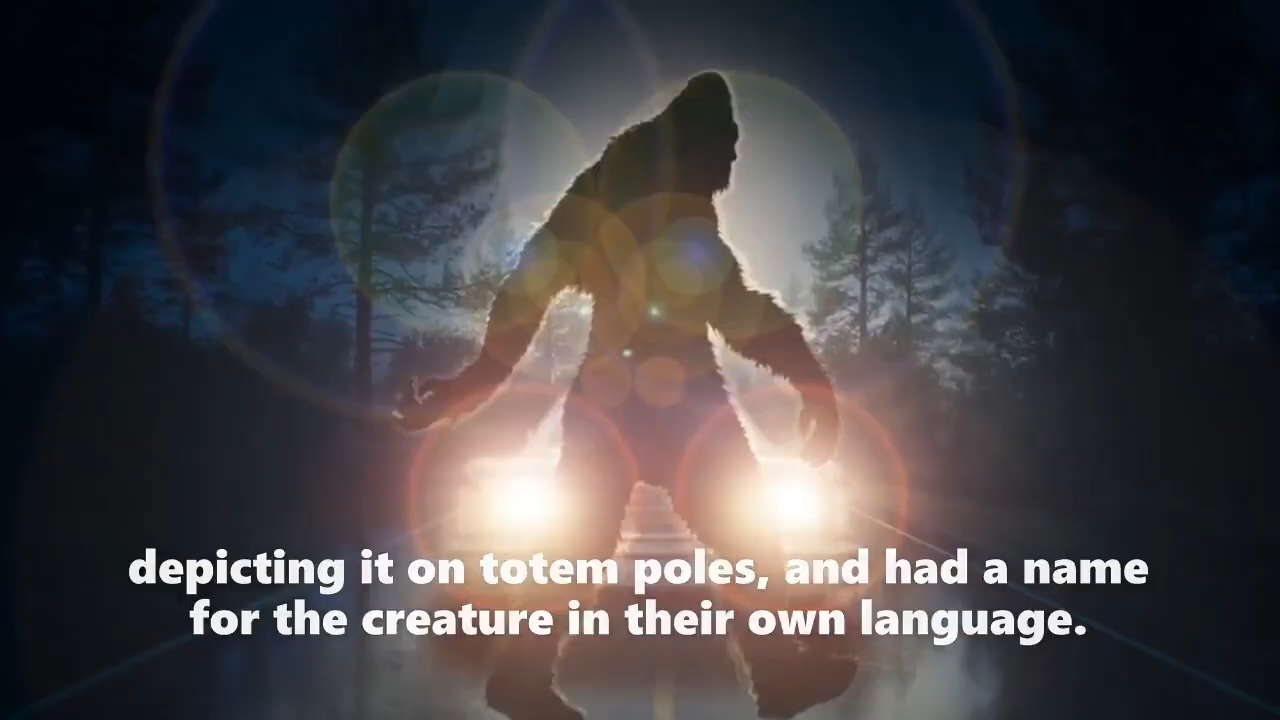 depicting it on totem poles, and had a name
for the creature in their own language.